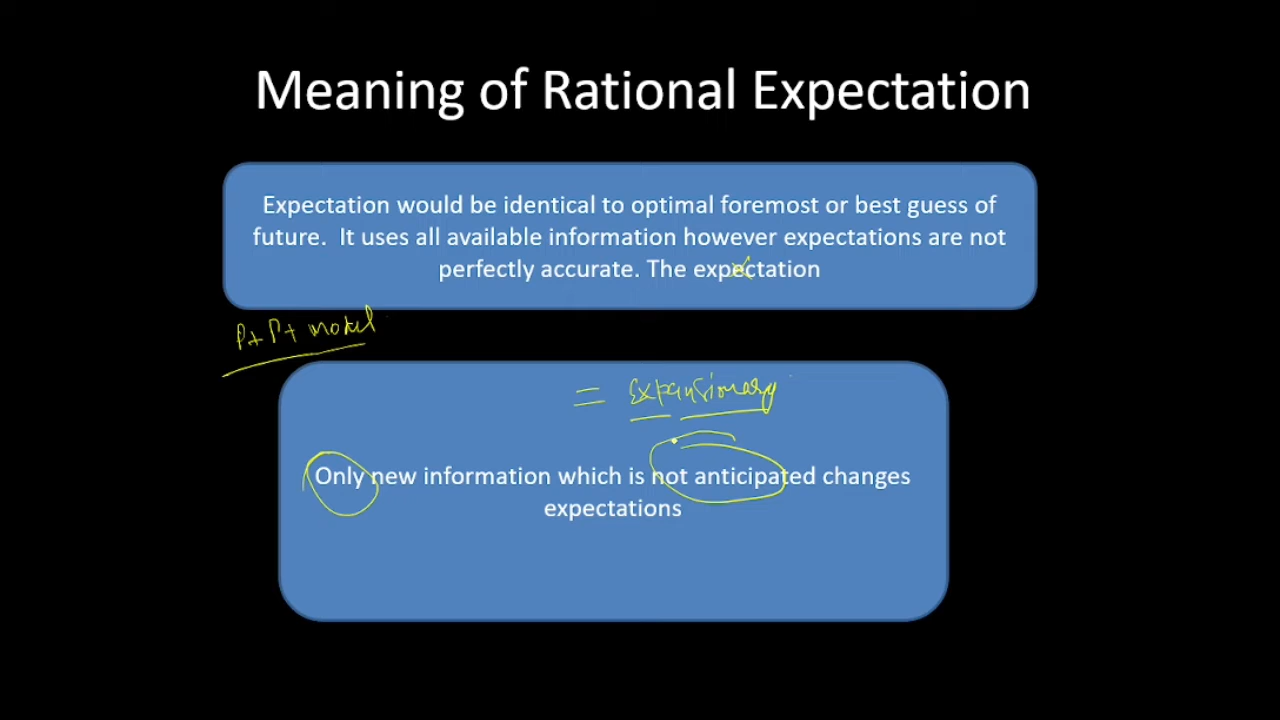 Meaning of Rational Expectation
Expectation would be identical to optimal foremost or best guess of
future. It uses all available information however expectations are not
perfectly accurate. The expectation
P+ P+ model
= Expansionary
Only new information which is not anticipated changes
expectations